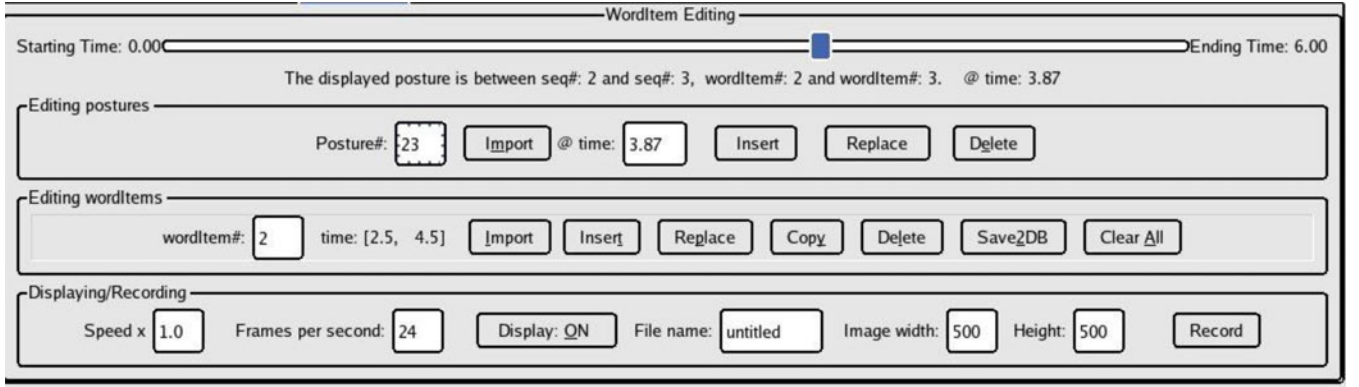 WordItem Editing
Starting Time: 0.00 Ending Time: 6.00
The displayed posture is between seq#: 2 and seq#: 3, wordItem#: 2 and wordItem#: 3. @ time: 3.87
Editing postures
Posture#: 23 Import @ time: 3.87 Insert Replace Delete
Editing wordItems
wordItem#: 2 time: [2.5, 4.5] Import Insert Replace Copy Delete Save2DB Clear All
Displaying/Recording
Speed x 1.0 Frames per second: 24 Display: ON File name: untitled Image width: 500 Height: 500 Record